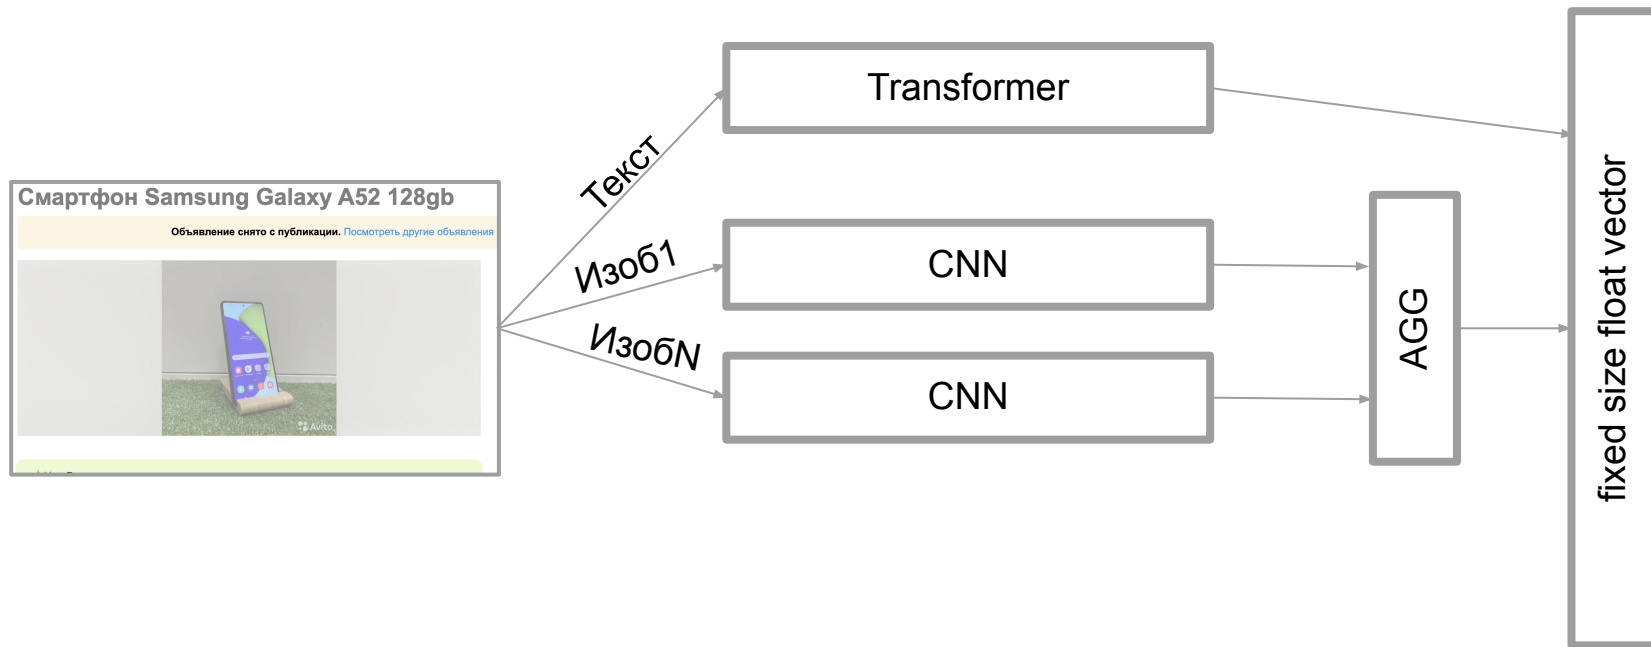 Смартфон Samsung Galaxy A52 128gb
Объявление снято с публикации. Посмотреть другие объявления
Avito
Текст
Изоб1
ИзобN
Transformer
CNN
CNN
AGG
fixed size float vector